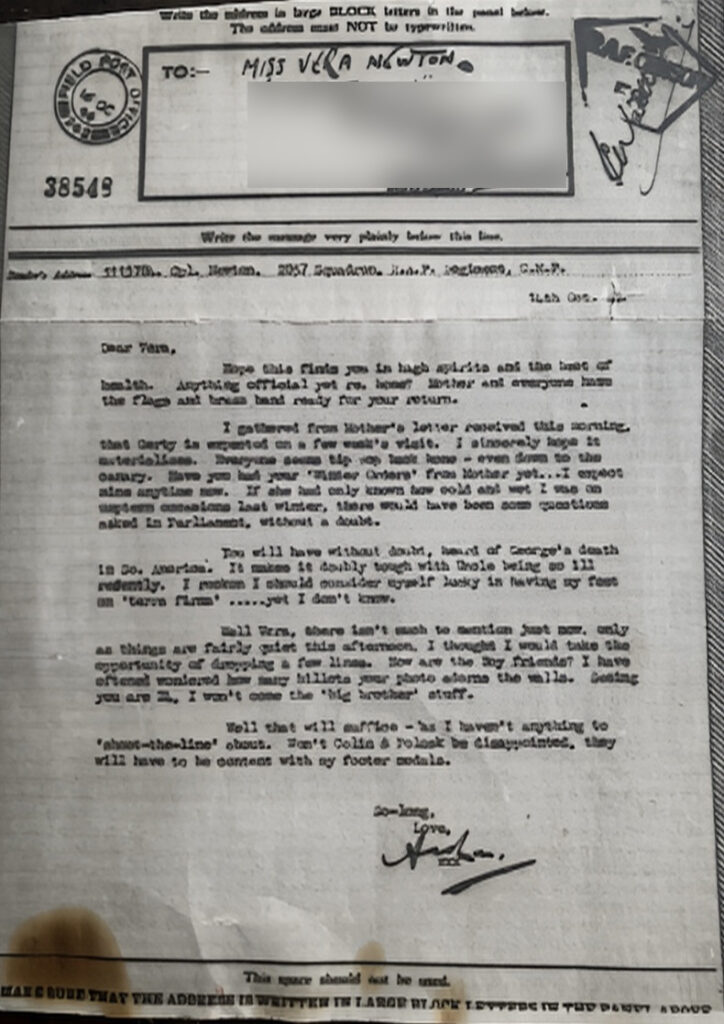 Write the address in large BLOCK letters in the panel below.
The address must NOT be typewritten.
FIELD POST OFFICE
TO:—
MISS VERA NEWTON.
R.A.F. CENSOR
38549
Write the message very plainly below this line.
Sender's Address Cpl. Newton. Squadron. R.A.F. Regiment, C.M.F.
14th Oct.
Dear Vera,
Hope this finds you in high spirits and the best of
health. Anything official yet re. home? Mother and everyone have
the flags and brass band ready for your return.
I gathered from Mother's letter received this morning,
that Gerty is expected on a few week's visit. I sincerely hope it
materialises. Everyone seems tip top back home - even down to the
canary. Have you had your 'Winter Orders' from Mother yet...I expect
mine anytime now. If she had only known how cold and wet I was on
occasions last winter, there would have been some questions
asked in Parliament, without a doubt.
You will have without doubt, heard of George's death
in So. America. It makes it doubly tough with Uncle being so ill
recently. I reckon I should consider myself lucky in having my feet
on 'terra firma' .....yet I don't know.
Well Vera, there isn't much to mention just now, only
as things are fairly quiet this afternoon, I thought I would take the
opportunity of dropping a few lines. How are the Boy friends? I have
oftened wondered how many billets your photo adorns the walls. Seeing
you are 21, I won't come the 'big brother' stuff.
Well that will suffice - as I haven't anything to
'shoot-the-line' about. Won't Colin & be disappointed, they
will have to be content with my footer medals.
So-long,
Love,
xxx
This space should not be used.
MAKE SURE THAT THE ADDRESS IS WRITTEN IN LARGE BLOCK LETTERS IN THE PANEL ABOVE